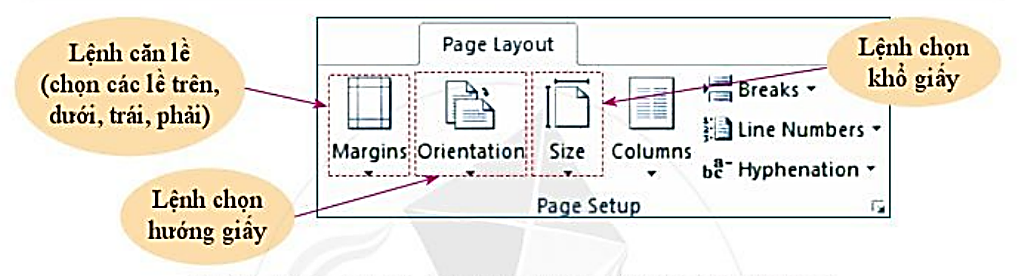 Lệnh căn lề
(chọn các lề trên,
dưới, trái, phải)
Page Layout
Lệnh chọn
khổ giấy
Breaks
Line Numbers
Hyphenation
Margins Orientation Size Columns
Page Setup
Lệnh chọn
hướng giấy